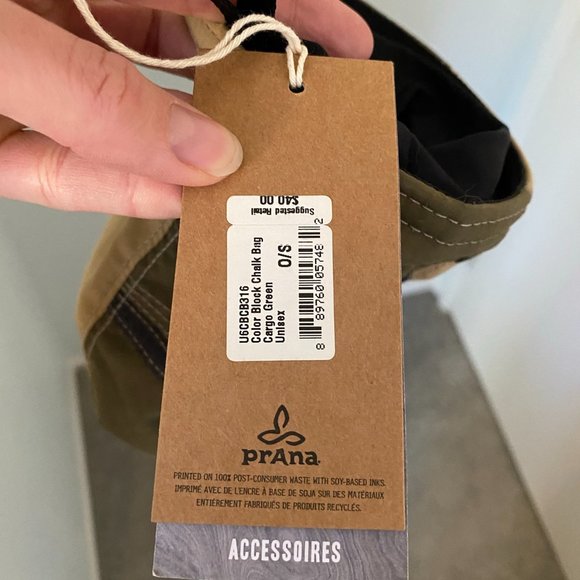 Suggested Retail
$40.00
U6CBCB316
Color Block Chalk Bag
Cargo Green
Unisex
O/S
8 89760 05748 2
prAna
PRINTED ON 100% POST-CONSUMER WASTE WITH SOY-BASED INKS.
IMPRIMÉ AVEC DE L'ENCRE À BASE DE SOJA SUR DES MATÉRIAUX
ENTIÈREMENT FABRIQUÉS DE PRODUITS RECYCLÉS.
ACCESSOIRES